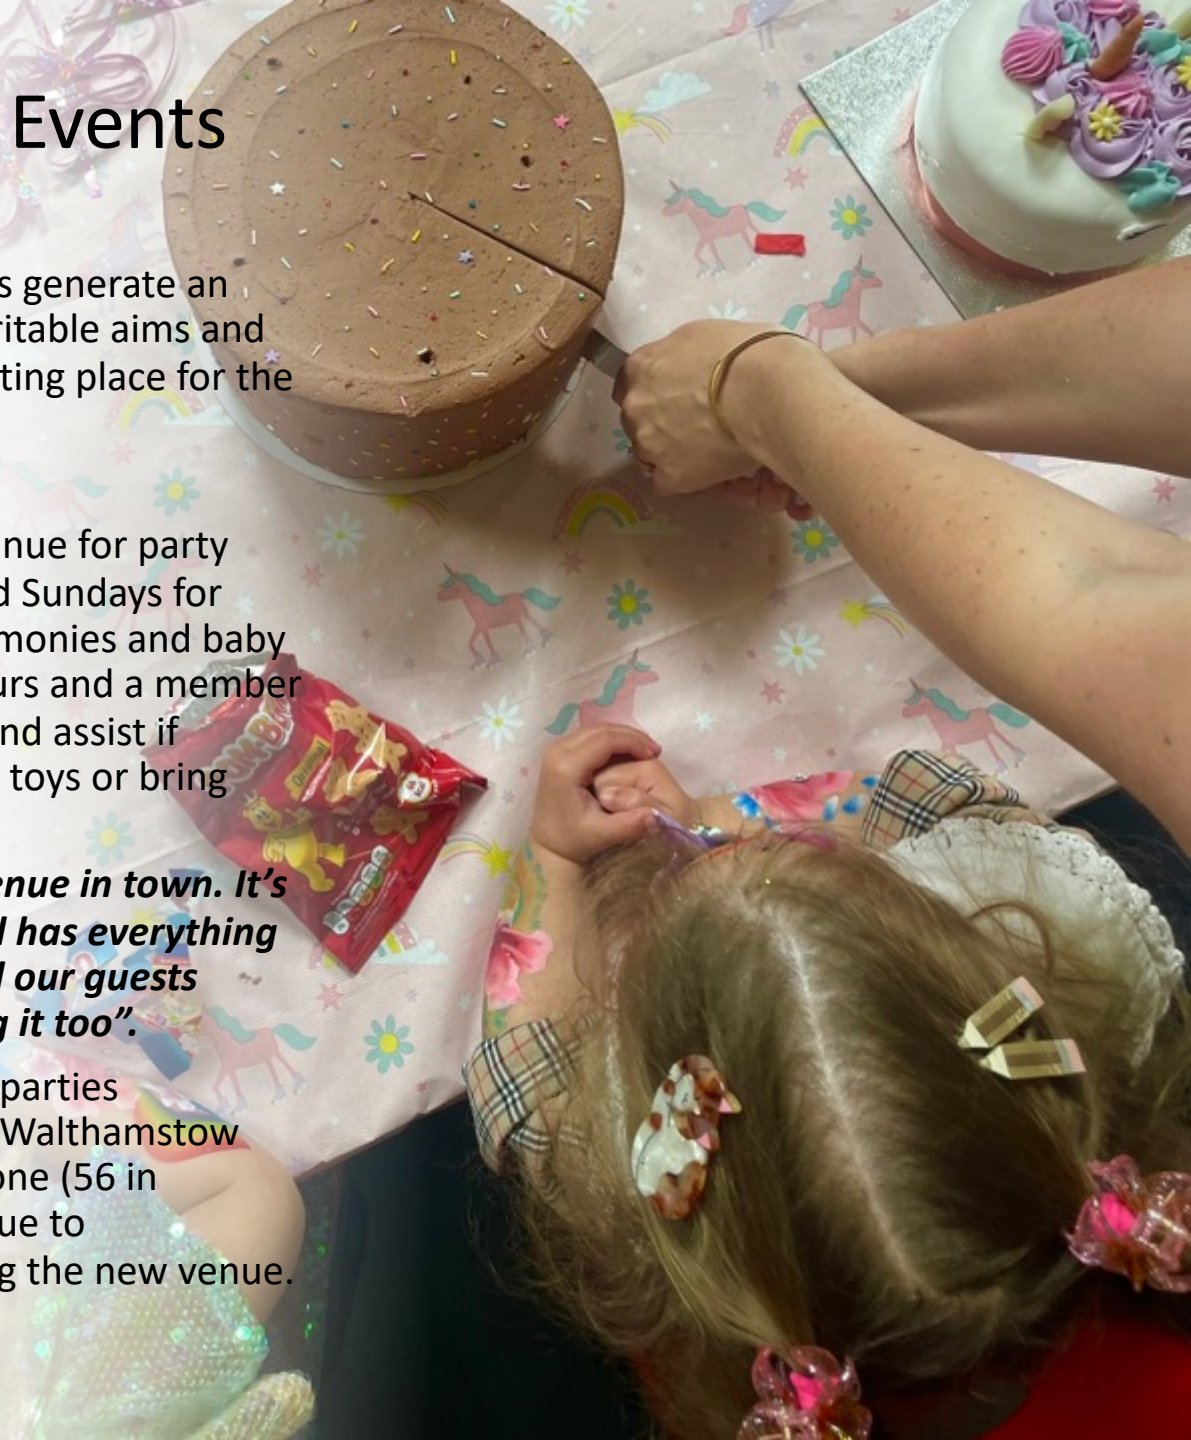 Events
s generate an
ritable aims and
ting place for the
nue for party
d Sundays for
monies and baby
urs and a member
nd assist if
toys or bring
enue in town. It’s
l has everything
l our guests
g it too”.
parties
Walthamstow
one (56 in
ue to
g the new venue.